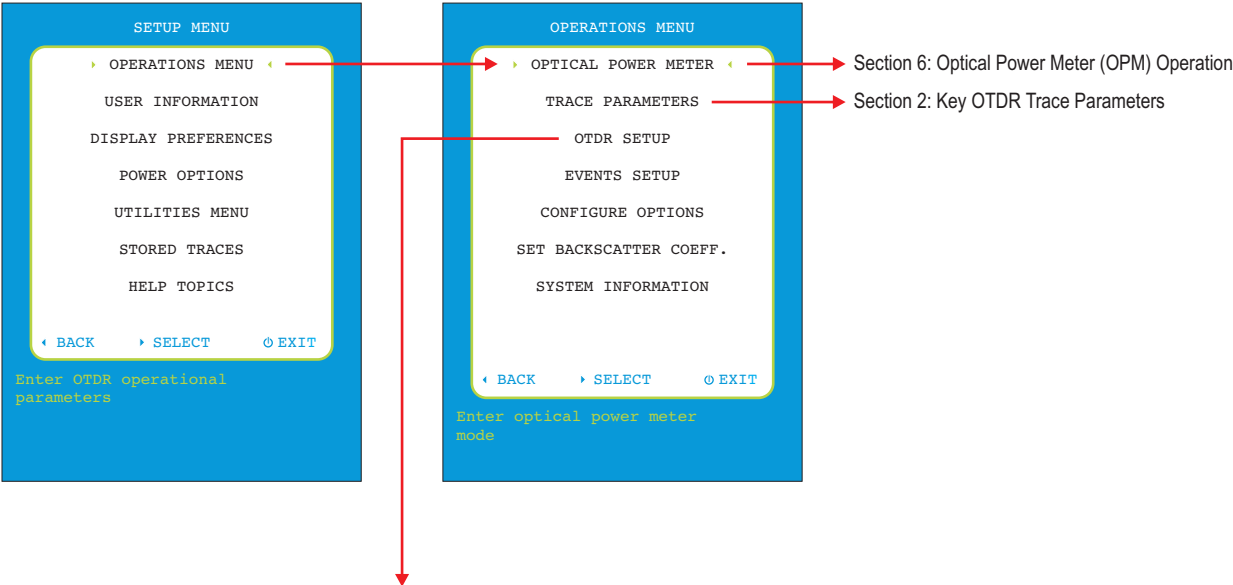 SETUP MENU
OPERATIONS MENU
USER INFORMATION
DISPLAY PREFERENCES
POWER OPTIONS
UTILITIES MENU
STORED TRACES
HELP TOPICS
BACK SELECT EXIT
Enter OTDR operational
parameters
OPERATIONS MENU
OPTICAL POWER METER
TRACE PARAMETERS
OTDR SETUP
EVENTS SETUP
CONFIGURE OPTIONS
SET BACKSCATTER COEFF.
SYSTEM INFORMATION
BACK SELECT EXIT
Enter optical power meter
mode
Section 6: Optical Power Meter (OPM) Operation
Section 2: Key OTDR Trace Parameters